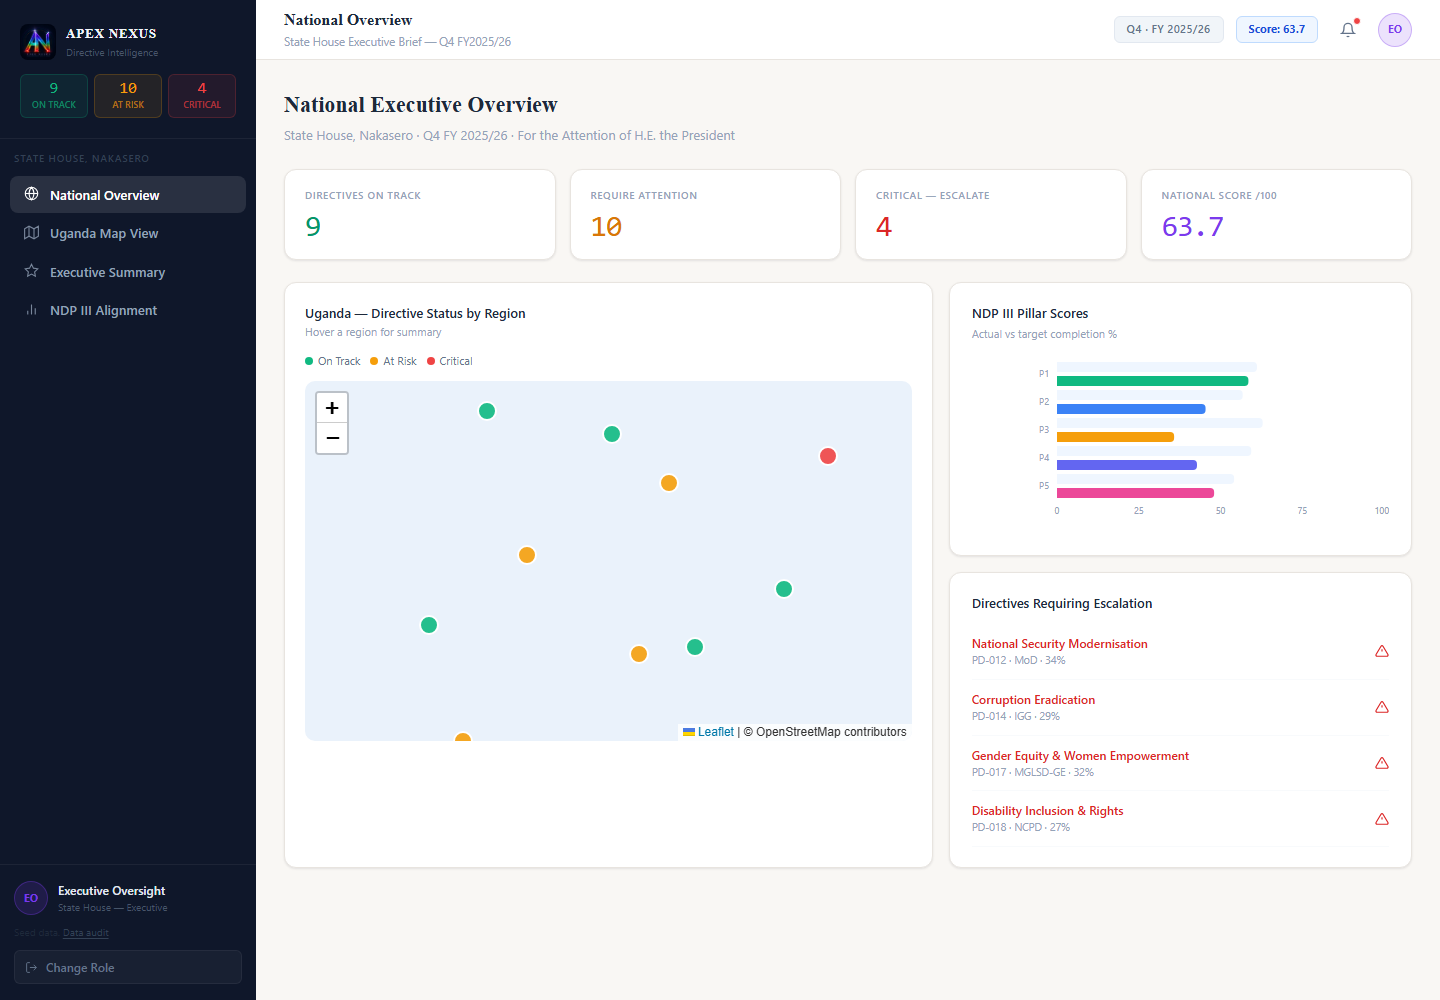 APEX NEXUS
Directive Intelligence
9
ON TRACK
10
AT RISK
4
CRITICAL
STATE HOUSE, NAKASERO
National Overview
Uganda Map View
Executive Summary
NDP III Alignment
EO
Executive Oversight
State House — Executive
Seed data. Data audit
Change Role
National Overview
State House Executive Brief — Q4 FY2025/26
Q4 · FY 2025/26
Score: 63.7
EO
National Executive Overview
State House, Nakasero · Q4 FY 2025/26 · For the Attention of H.E. the President
DIRECTIVES ON TRACK
9
REQUIRE ATTENTION
10
CRITICAL — ESCALATE
4
NATIONAL SCORE /100
63.7
Uganda — Directive Status by Region
Hover a region for summary
On Track
At Risk
Critical
+
−
Leaflet | © OpenStreetMap contributors
NDP III Pillar Scores
Actual vs target completion %
P1
P2
P3
P4
P5
0 25 50 75 100
Directives Requiring Escalation
National Security Modernisation
PD-012 · MoD · 34%
Corruption Eradication
PD-014 · IGG · 29%
Gender Equity & Women Empowerment
PD-017 · MGLSD-GE · 32%
Disability Inclusion & Rights
PD-018 · NCPD · 27%